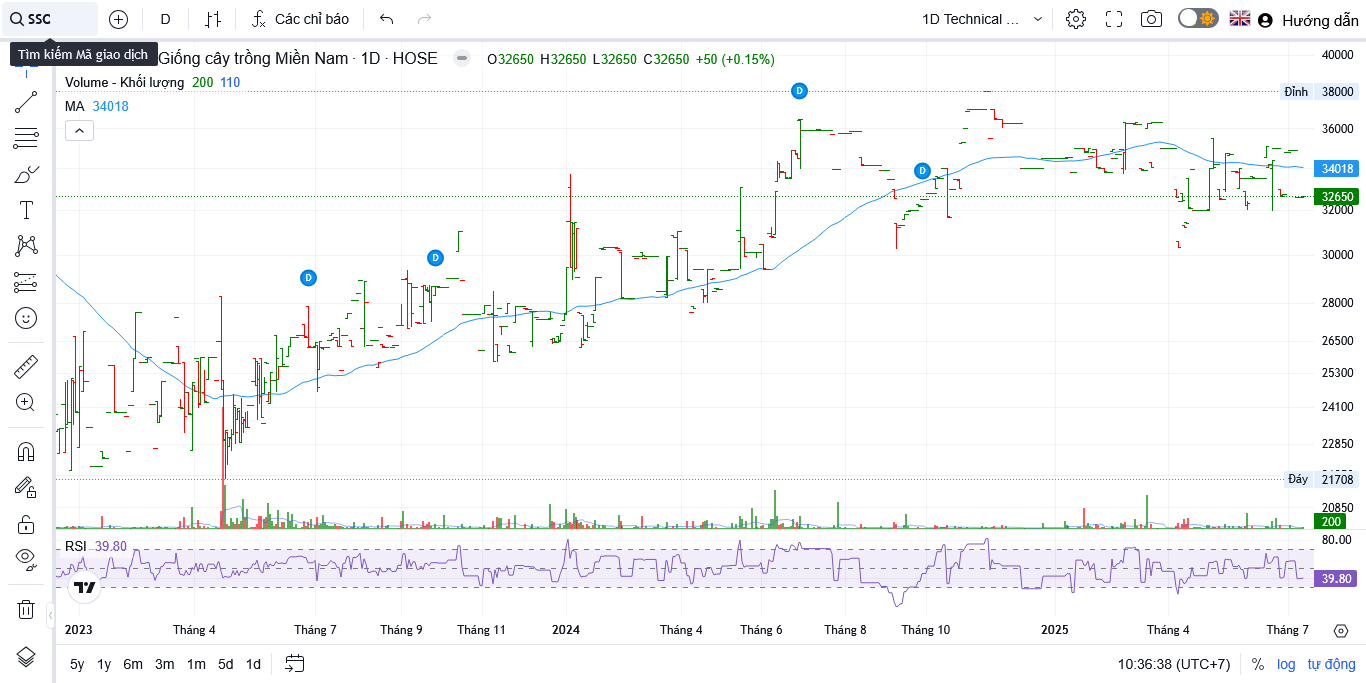 SSC
D
Các chỉ báo
1D Technical ...
Hướng dẫn
Tìm kiếm Mã giao dịch
Giống cây trồng Miền Nam · 1D · HOSE
O32650 H32650 L32650 C32650 +50 (+0.15%)
Volume - Khối lượng 200 110
MA 34018
D
D
D
D
40000
Đỉnh 38000
36000
34018
32650
32000
30000
28000
26500
25300
24100
22850
Đáy 21708
20850
200
RSI 39.80
80.00
39.80
2023 Tháng 4 Tháng 7 Tháng 9 Tháng 11 2024 Tháng 4 Tháng 6 Tháng 8 Tháng 10 2025 Tháng 4 Tháng 7
5y 1y 6m 3m 1m 5d 1d
10:36:38 (UTC+7) % log tự động